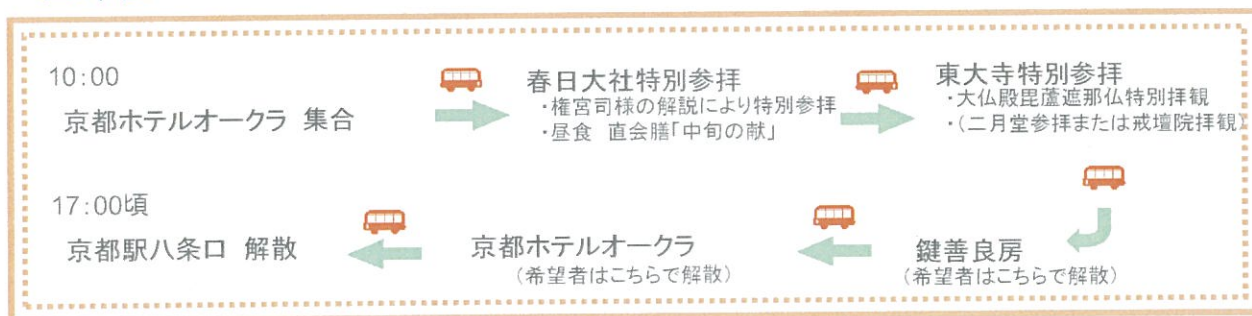 10:00
京都ホテルオークラ 集合
春日大社特別参拝
・権宮司様の解説により特別参拝
・昼食 直会膳「中旬の献」
東大寺特別参拝
・大仏殿毘盧遮那仏特別拝観
・(二月堂参拝または戒壇院拝観)
鍵善良房
(希望者はこちらで解散)
京都ホテルオークラ
(希望者はこちらで解散)
17:00頃
京都駅八条口 解散